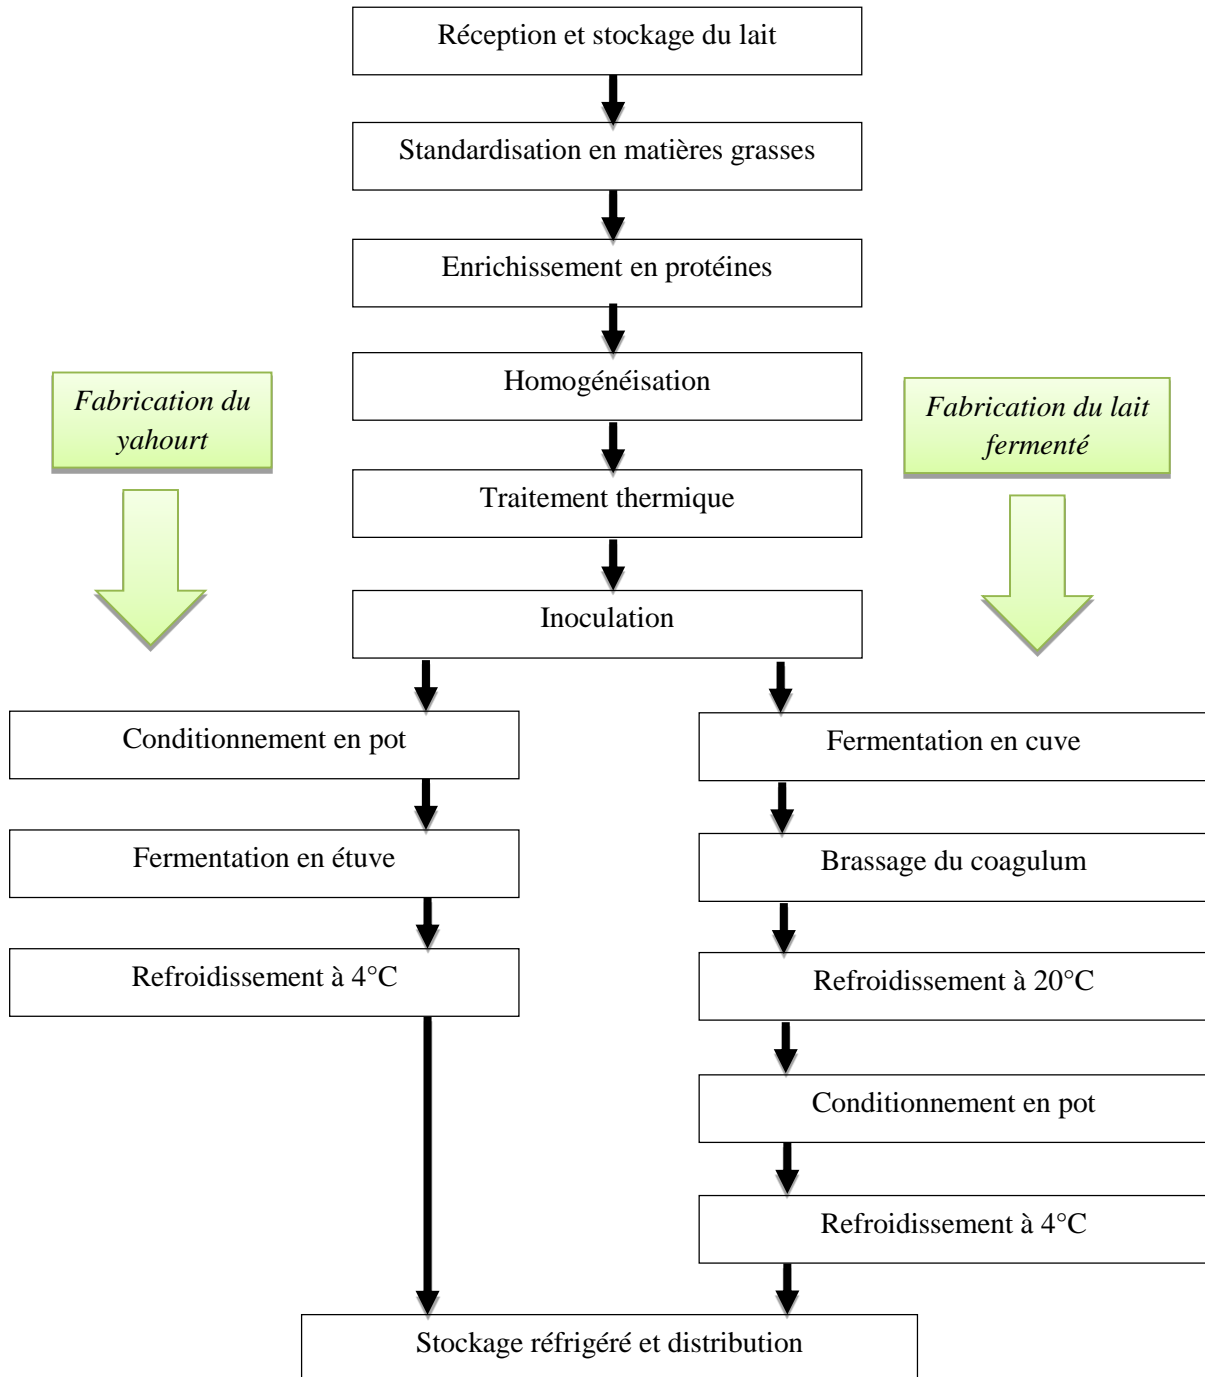 Réception et stockage du lait
Standardisation en matières grasses
Enrichissement en protéines
Homogénéisation
Fabrication du
yahourt
Fabrication du lait
fermenté
Traitement thermique
Inoculation
Conditionnement en pot
Fermentation en étuve
Refroidissement à 4°C
Fermentation en cuve
Brassage du coagulum
Refroidissement à 20°C
Conditionnement en pot
Refroidissement à 4°C
Stockage réfrigéré et distribution